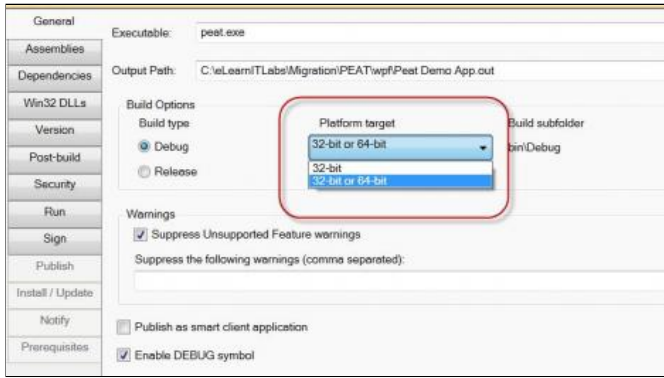 General
Assemblies
Dependencies
Win32 DLLs
Version
Post-build
Security
Run
Sign
Publish
Install / Update
Notify
Prerequisites
Executable: peat.exe
Output Path: C:\eLearnITLabs\Migration\PEAT\wpf\Peat Demo App.out
Build Options
Build type
Debug
Release
Platform target
32-bit or 64-bit
32-bit
32-bit or 64-bit
Build subfolder
bin\Debug
Warnings
Suppress Unsupported Feature warnings
Suppress the following warnings (comma separated):
Publish as smart client application
Enable DEBUG symbol